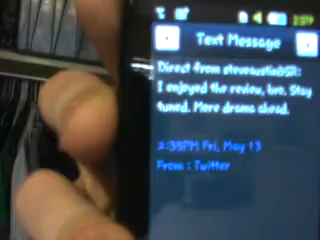 Text Message
Direct from steveaustinBSR:
I enjoyed the review, bro. Stay
tuned. More drama ahead.
2:35PM Fri, May 13
From : Twitter